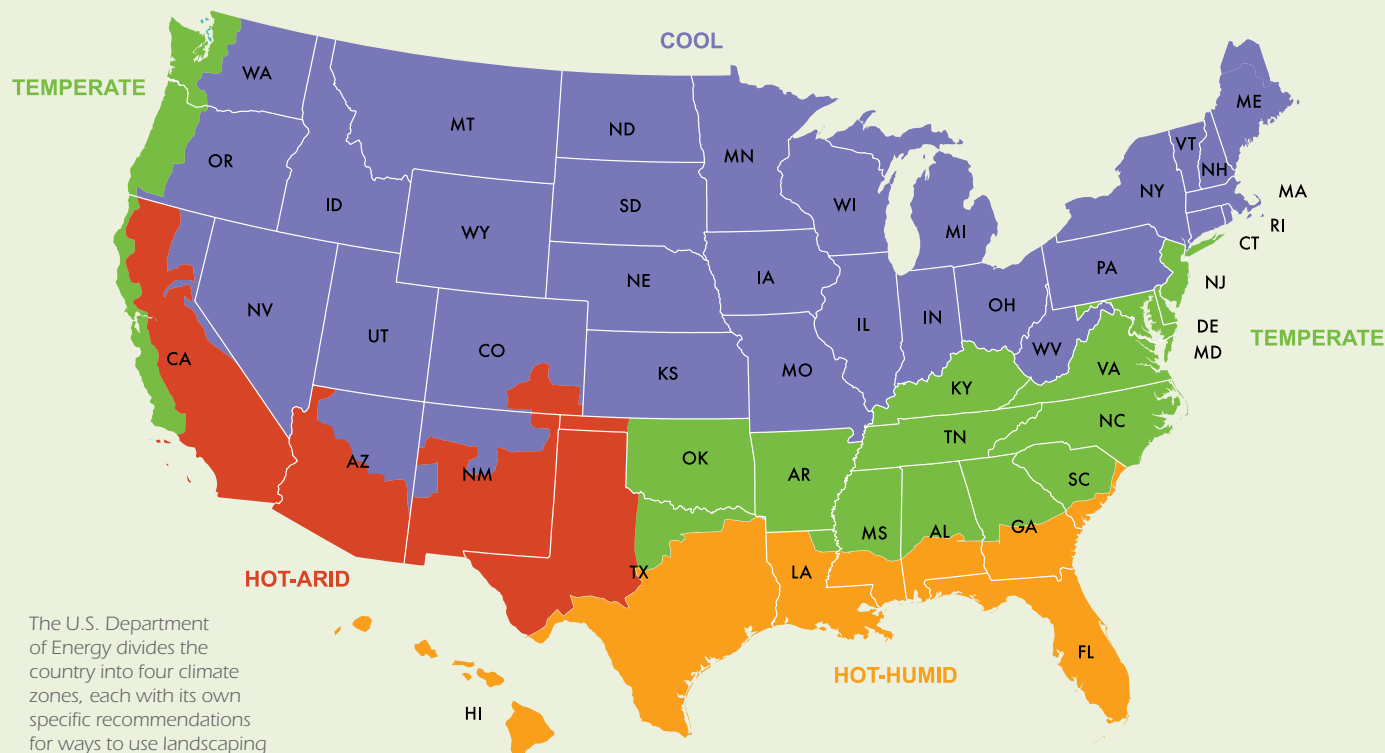 COOL
TEMPERATE
WA
MT
ND
MN
ME
VT
NH
OR
ID
SD
WI
NY
MA
WY
MI
RI
CT
IA
PA
NE
NJ
NV
IL
IN
OH
UT
CO
DE
TEMPERATE
CA
KS
MO
WV
MD
VA
KY
NC
TN
AZ
NM
OK
AR
SC
MS
AL
GA
HOT-ARID
TX
LA
FL
HOT-HUMID
HI
The U.S. Department
of Energy divides the
country into four climate
zones, each with its own
specific recommendations
for ways to use landscaping